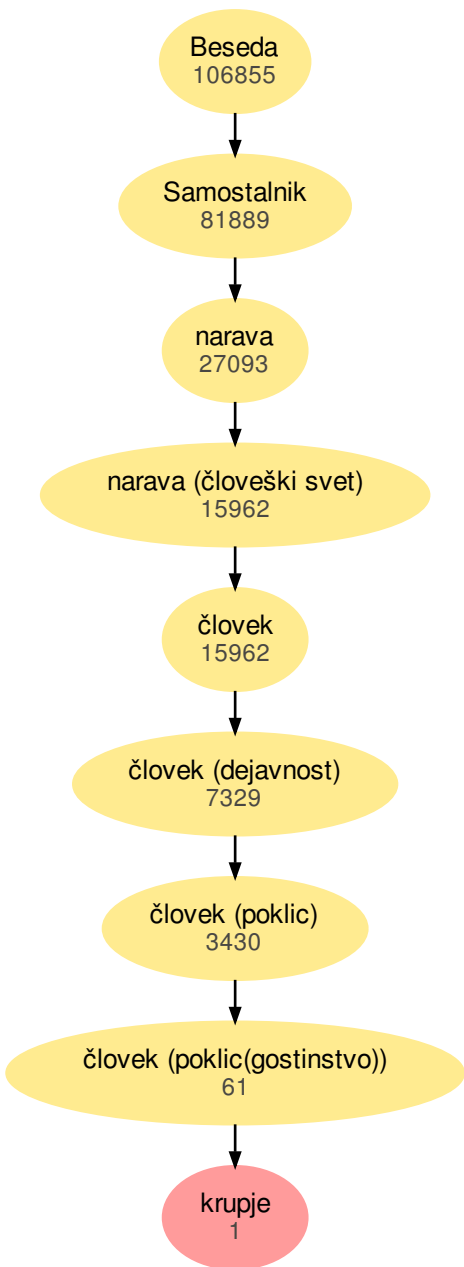 Beseda
106855
Samostalnik
81889
narava
27093
narava (človeški svet)
15962
človek
15962
človek (dejavnost)
7329
človek (poklic)
3430
človek (poklic(gostinstvo))
61
krupje
1